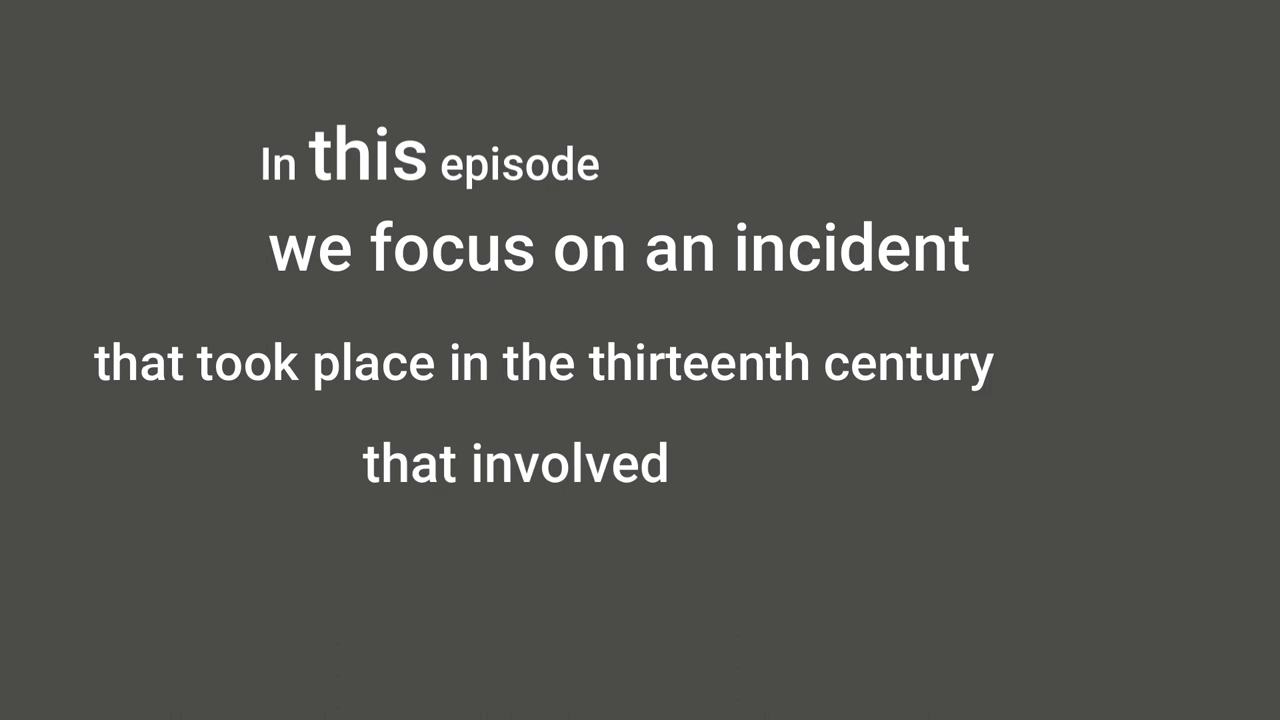 In this episode
we focus on an incident
that took place in the thirteenth century
that involved